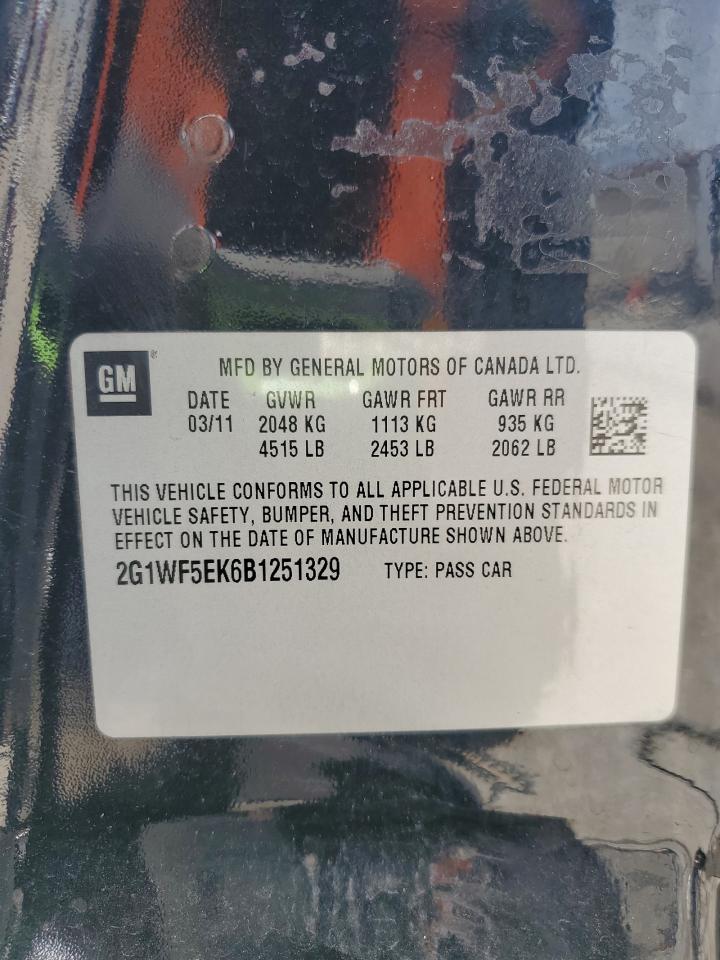 GM
MFD BY GENERAL MOTORS OF CANADA LTD.
DATE GVWR GAWR FRT GAWR RR
03/11 2048 KG 1113 KG 935 KG
4515 LB 2453 LB 2062 LB
THIS VEHICLE CONFORMS TO ALL APPLICABLE U.S. FEDERAL MOTOR
VEHICLE SAFETY, BUMPER, AND THEFT PREVENTION STANDARDS IN
EFFECT ON THE DATE OF MANUFACTURE SHOWN ABOVE.
2G1WF5EK6B1251329 TYPE: PASS CAR